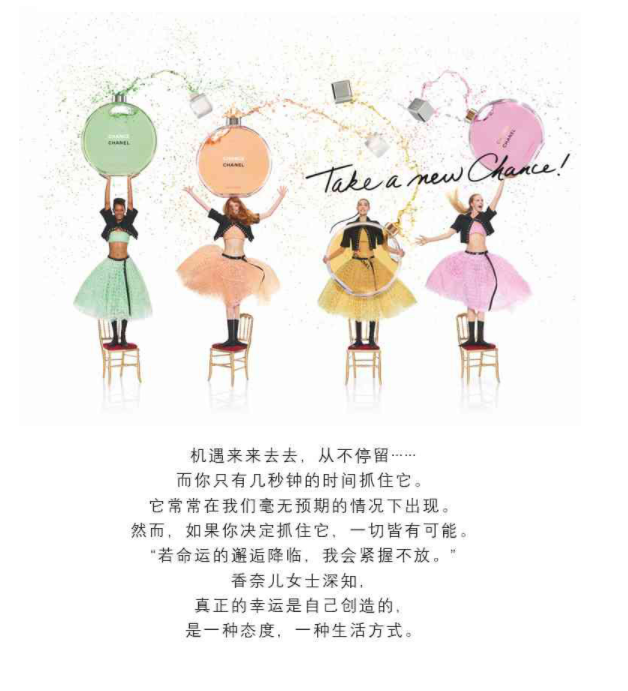 CHANCE
CHANEL
CHANCE
CHANEL
CHANCE
CHANEL
Take a new Chance!
机遇来来去去，从不停留……
而你只有几秒钟的时间抓住它。
它常常在我们毫无预期的情况下出现。
然而，如果你决定抓住它，一切皆有可能。
“若命运的邂逅降临，我会紧握不放。”
香奈儿女士深知，
真正的幸运是自己创造的，
是一种态度，一种生活方式。